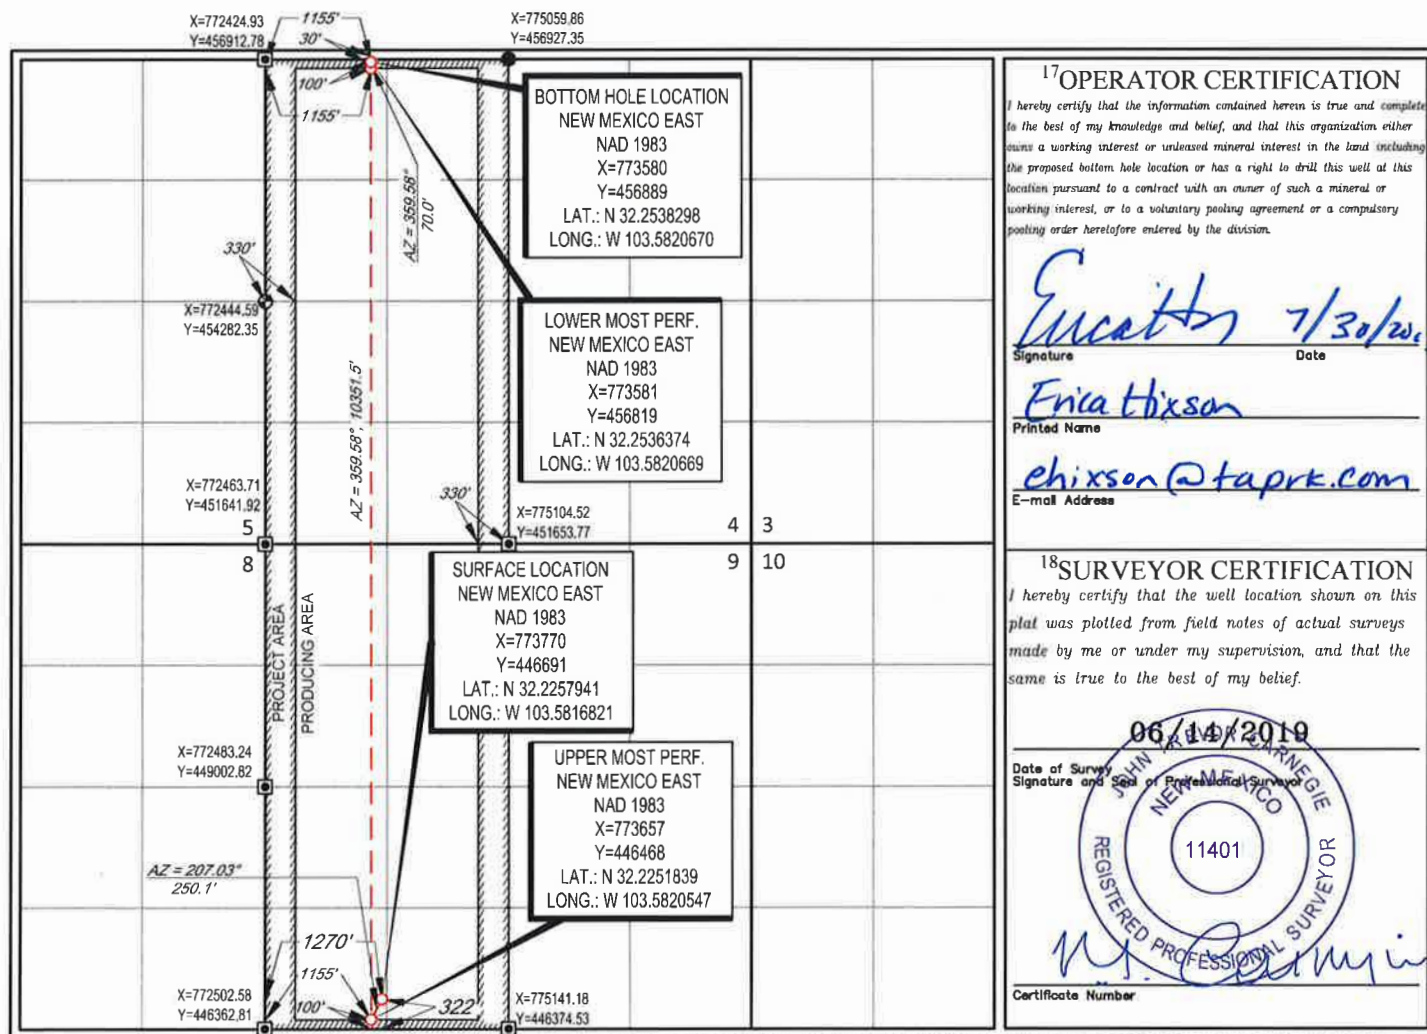 X=772424.93
Y=456912.78
1155'
30'
X=775059.86
Y=456927.35
100'
1155'
AZ = 359.58°
70.0'
BOTTOM HOLE LOCATION
NEW MEXICO EAST
NAD 1983
X=773580
Y=456889
LAT.: N 32.2538298
LONG.: W 103.5820670
330'
X=772444.59
Y=454282.35
LOWER MOST PERF.
NEW MEXICO EAST
NAD 1983
X=773581
Y=456819
LAT.: N 32.2536374
LONG.: W 103.5820669
AZ = 359.58°, 10351.5'
X=772463.71
Y=451641.92
330'
X=775104.52
Y=451653.77
5
4
3
8
9
10
SURFACE LOCATION
NEW MEXICO EAST
NAD 1983
X=773770
Y=446691
LAT.: N 32.2257941
LONG.: W 103.5816821
PROJECT AREA
PRODUCING AREA
X=772483.24
Y=449002.82
UPPER MOST PERF.
NEW MEXICO EAST
NAD 1983
X=773657
Y=446468
LAT.: N 32.2251839
LONG.: W 103.5820547
AZ = 207.03°
250.1'
1270'
1155'
100'
322
X=772502.58
Y=446362.81
X=775141.18
Y=446374.53
17OPERATOR CERTIFICATION
I hereby certify that the information contained herein is true and complete
to the best of my knowledge and belief, and that this organization either
owns a working interest or unleased mineral interest in the land including
the proposed bottom hole location or has a right to drill this well at this
location pursuant to a contract with an owner of such a mineral or
working interest, or to a voluntary pooling agreement or a compulsory
pooling order heretofore entered by the division.
7/30/20
Signature
Date
Erica Hixson
Printed Name
ehixson@taprk.com
E-mail Address
18SURVEYOR CERTIFICATION
I hereby certify that the well location shown on this
plat was plotted from field notes of actual surveys
made by me or under my supervision, and that the
same is true to the best of my belief.
06/14/2019
Date of Survey
Signature and Seal of Professional Surveyor
JOHN TREVOR CARNEGIE
NEW MEXICO
11401
REGISTERED PROFESSIONAL SURVEYOR
Certificate Number